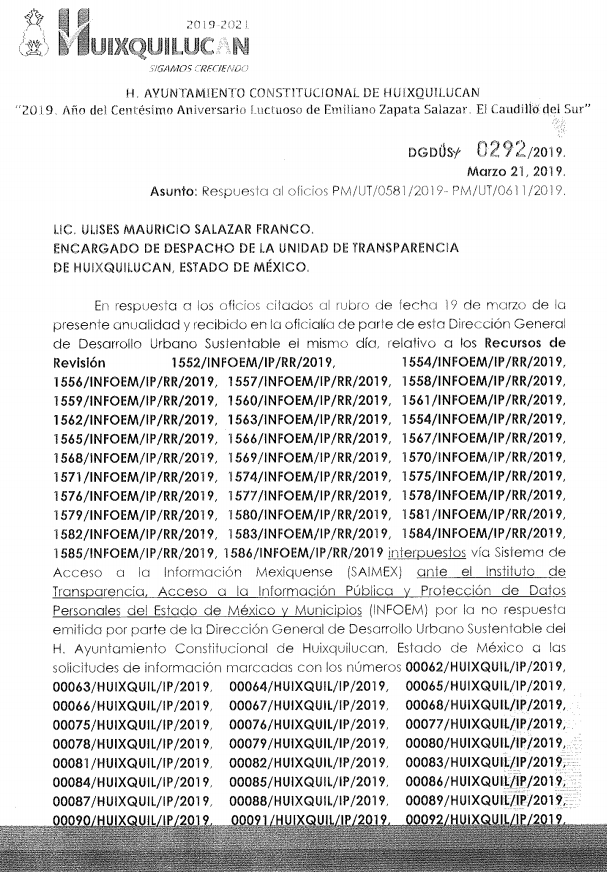 2019-2021
HUIXQUILUCAN
SIGAMOS CRECIENDO
H. AYUNTAMIENTO CONSTITUCIONAL DE HUIXQUILUCAN
"2019. Año del Centésimo Aniversario Luctuoso de Emiliano Zapata Salazar. El Caudillo del Sur"
DGDUS/ 0292/2019.
Marzo 21, 2019.
Asunto: Respuesta al oficios PM/UT/0581/2019- PM/UT/0611/2019.
LIC. ULISES MAURICIO SALAZAR FRANCO.
ENCARGADO DE DESPACHO DE LA UNIDAD DE TRANSPARENCIA
DE HUIXQUILUCAN, ESTADO DE MÉXICO.
En respuesta a los oficios citados al rubro de fecha 19 de marzo de la
presente anualidad y recibido en la oficialía de parte de esta Dirección General
de Desarrollo Urbano Sustentable el mismo día, relativo a los Recursos de
Revisión 1552/INFOEM/IP/RR/2019, 1554/INFOEM/IP/RR/2019,
1556/INFOEM/IP/RR/2019, 1557/INFOEM/IP/RR/2019, 1558/INFOEM/IP/RR/2019,
1559/INFOEM/IP/RR/2019, 1560/INFOEM/IP/RR/2019, 1561/INFOEM/IP/RR/2019,
1562/INFOEM/IP/RR/2019, 1563/INFOEM/IP/RR/2019, 1554/INFOEM/IP/RR/2019,
1565/INFOEM/IP/RR/2019, 1566/INFOEM/IP/RR/2019, 1567/INFOEM/IP/RR/2019,
1568/INFOEM/IP/RR/2019, 1569/INFOEM/IP/RR/2019, 1570/INFOEM/IP/RR/2019,
1571/INFOEM/IP/RR/2019, 1574/INFOEM/IP/RR/2019, 1575/INFOEM/IP/RR/2019,
1576/INFOEM/IP/RR/2019, 1577/INFOEM/IP/RR/2019, 1578/INFOEM/IP/RR/2019,
1579/INFOEM/IP/RR/2019, 1580/INFOEM/IP/RR/2019, 1581/INFOEM/IP/RR/2019,
1582/INFOEM/IP/RR/2019, 1583/INFOEM/IP/RR/2019, 1584/INFOEM/IP/RR/2019,
1585/INFOEM/IP/RR/2019, 1586/INFOEM/IP/RR/2019 interpuestos vía Sistema de
Acceso a la Información Mexiquense (SAIMEX) ante el Instituto de
Transparencia, Acceso a la Información Pública y Protección de Datos
Personales del Estado de México y Municipios (INFOEM) por la no respuesta
emitida por parte de la Dirección General de Desarrollo Urbano Sustentable del
H. Ayuntamiento Constitucional de Huixquilucan, Estado de México a las
solicitudes de información marcadas con los números 00062/HUIXQUIL/IP/2019,
00063/HUIXQUIL/IP/2019, 00064/HUIXQUIL/IP/2019, 00065/HUIXQUIL/IP/2019,
00066/HUIXQUIL/IP/2019, 00067/HUIXQUIL/IP/2019, 00068/HUIXQUIL/IP/2019,
00075/HUIXQUIL/IP/2019, 00076/HUIXQUIL/IP/2019, 00077/HUIXQUIL/IP/2019,
00078/HUIXQUIL/IP/2019, 00079/HUIXQUIL/IP/2019, 00080/HUIXQUIL/IP/2019,
00081/HUIXQUIL/IP/2019, 00082/HUIXQUIL/IP/2019, 00083/HUIXQUIL/IP/2019,
00084/HUIXQUIL/IP/2019, 00085/HUIXQUIL/IP/2019, 00086/HUIXQUIL/IP/2019,
00087/HUIXQUIL/IP/2019, 00088/HUIXQUIL/IP/2019, 00089/HUIXQUIL/IP/2019,
00090/HUIXQUIL/IP/2019, 00091/HUIXQUIL/IP/2019, 00092/HUIXQUIL/IP/2019,